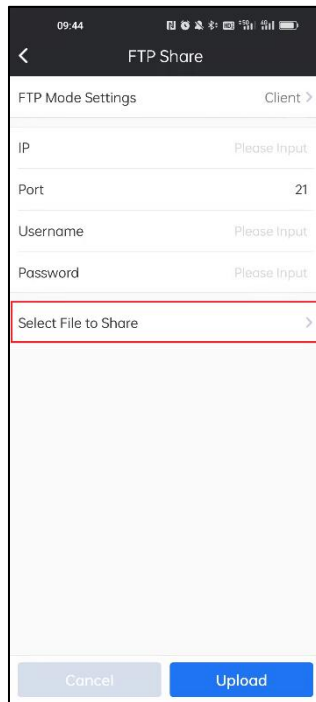 09:44
FTP Share
FTP Mode Settings Client
IP Please Input
Port 21
Username Please Input
Password Please Input
Select File to Share
Cancel Upload